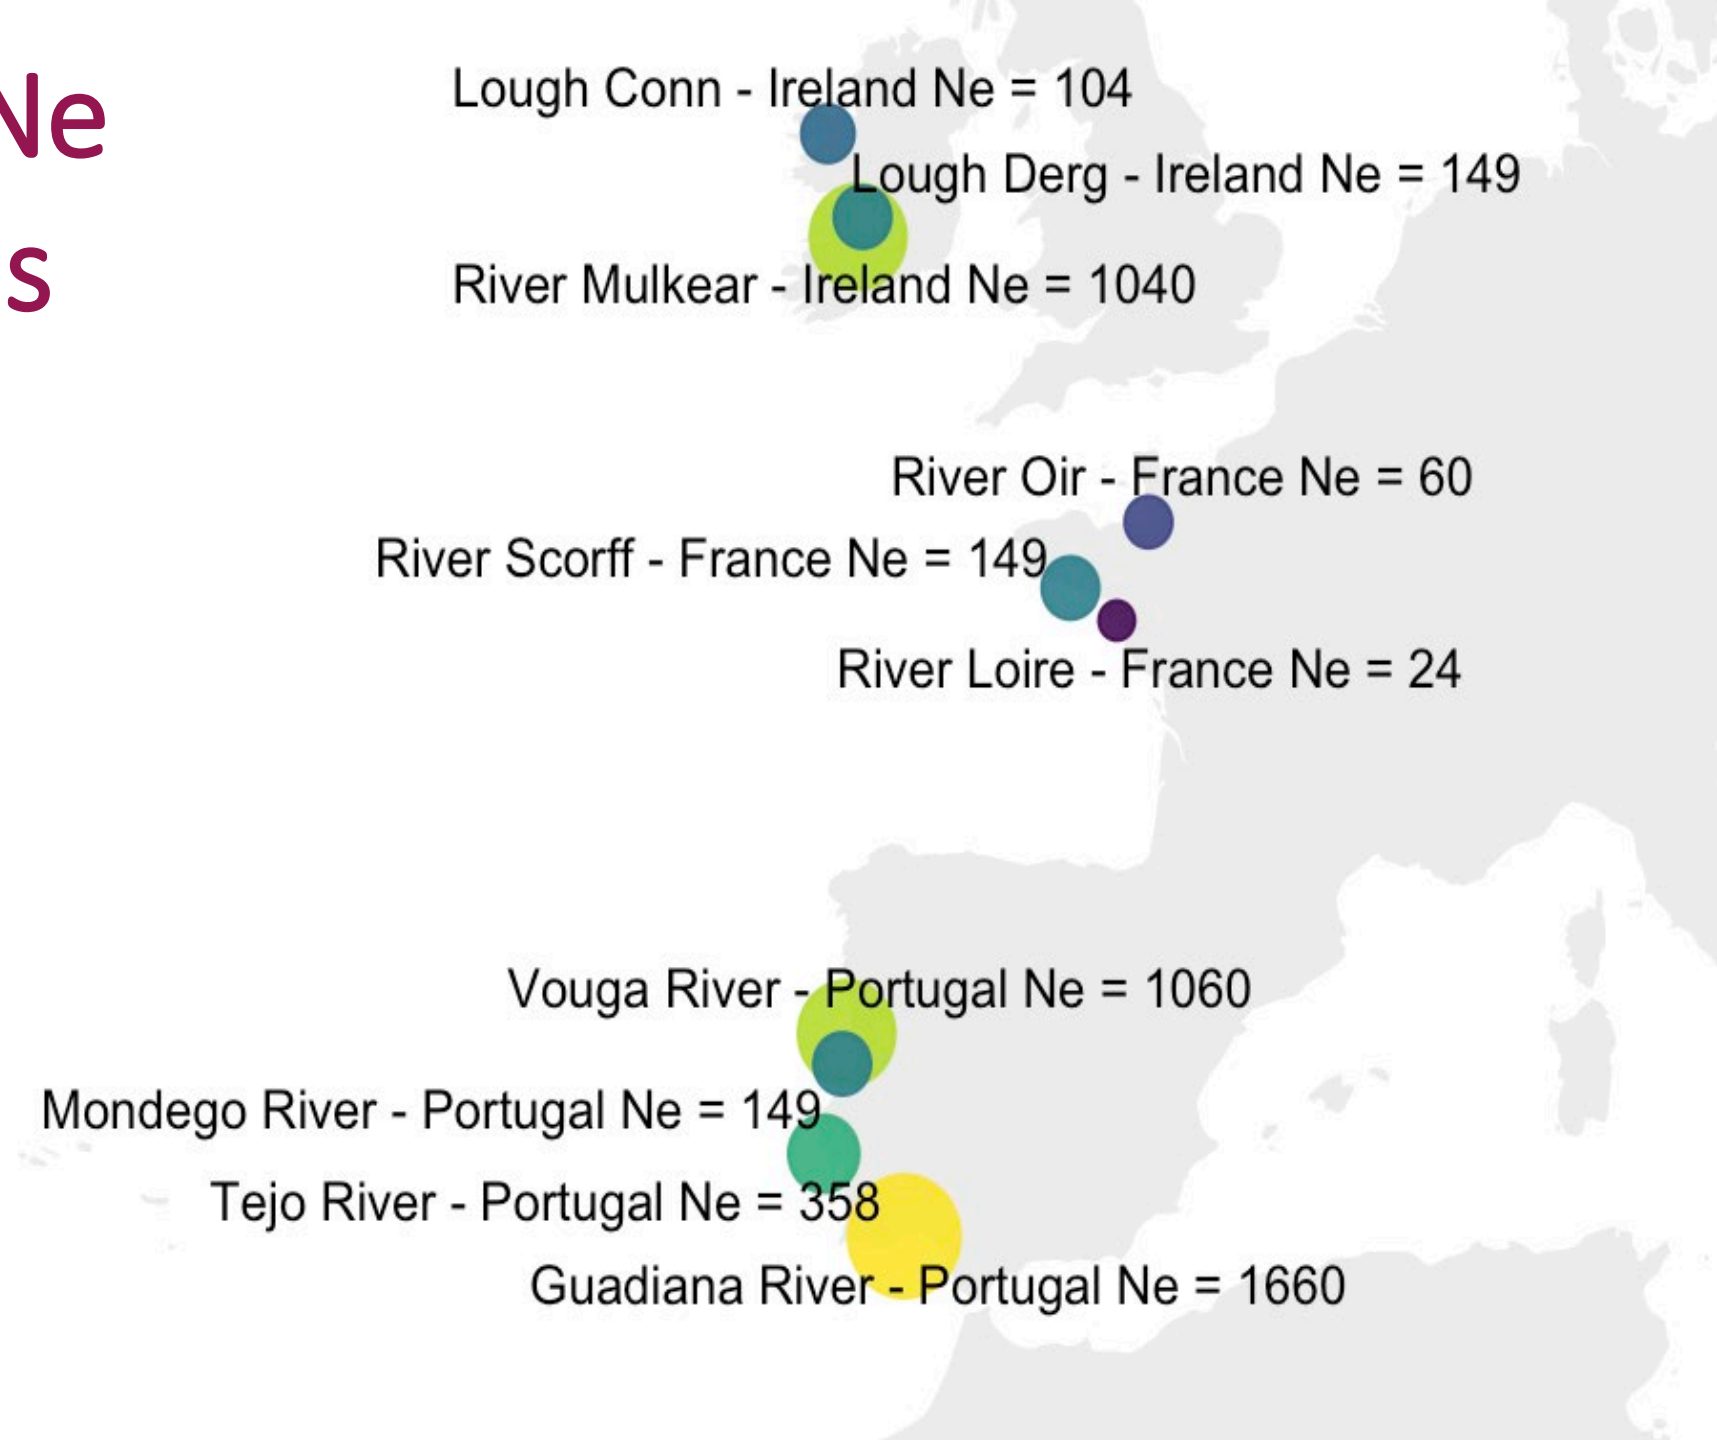 Ne
s
Lough Conn - Ireland Ne = 104
Lough Derg - Ireland Ne = 149
River Mulkear - Ireland Ne = 1040
River Oir - France Ne = 60
River Scorff - France Ne = 149
River Loire - France Ne = 24
Vouga River - Portugal Ne = 1060
Mondego River - Portugal Ne = 149
Tejo River - Portugal Ne = 358
Guadiana River - Portugal Ne = 1660